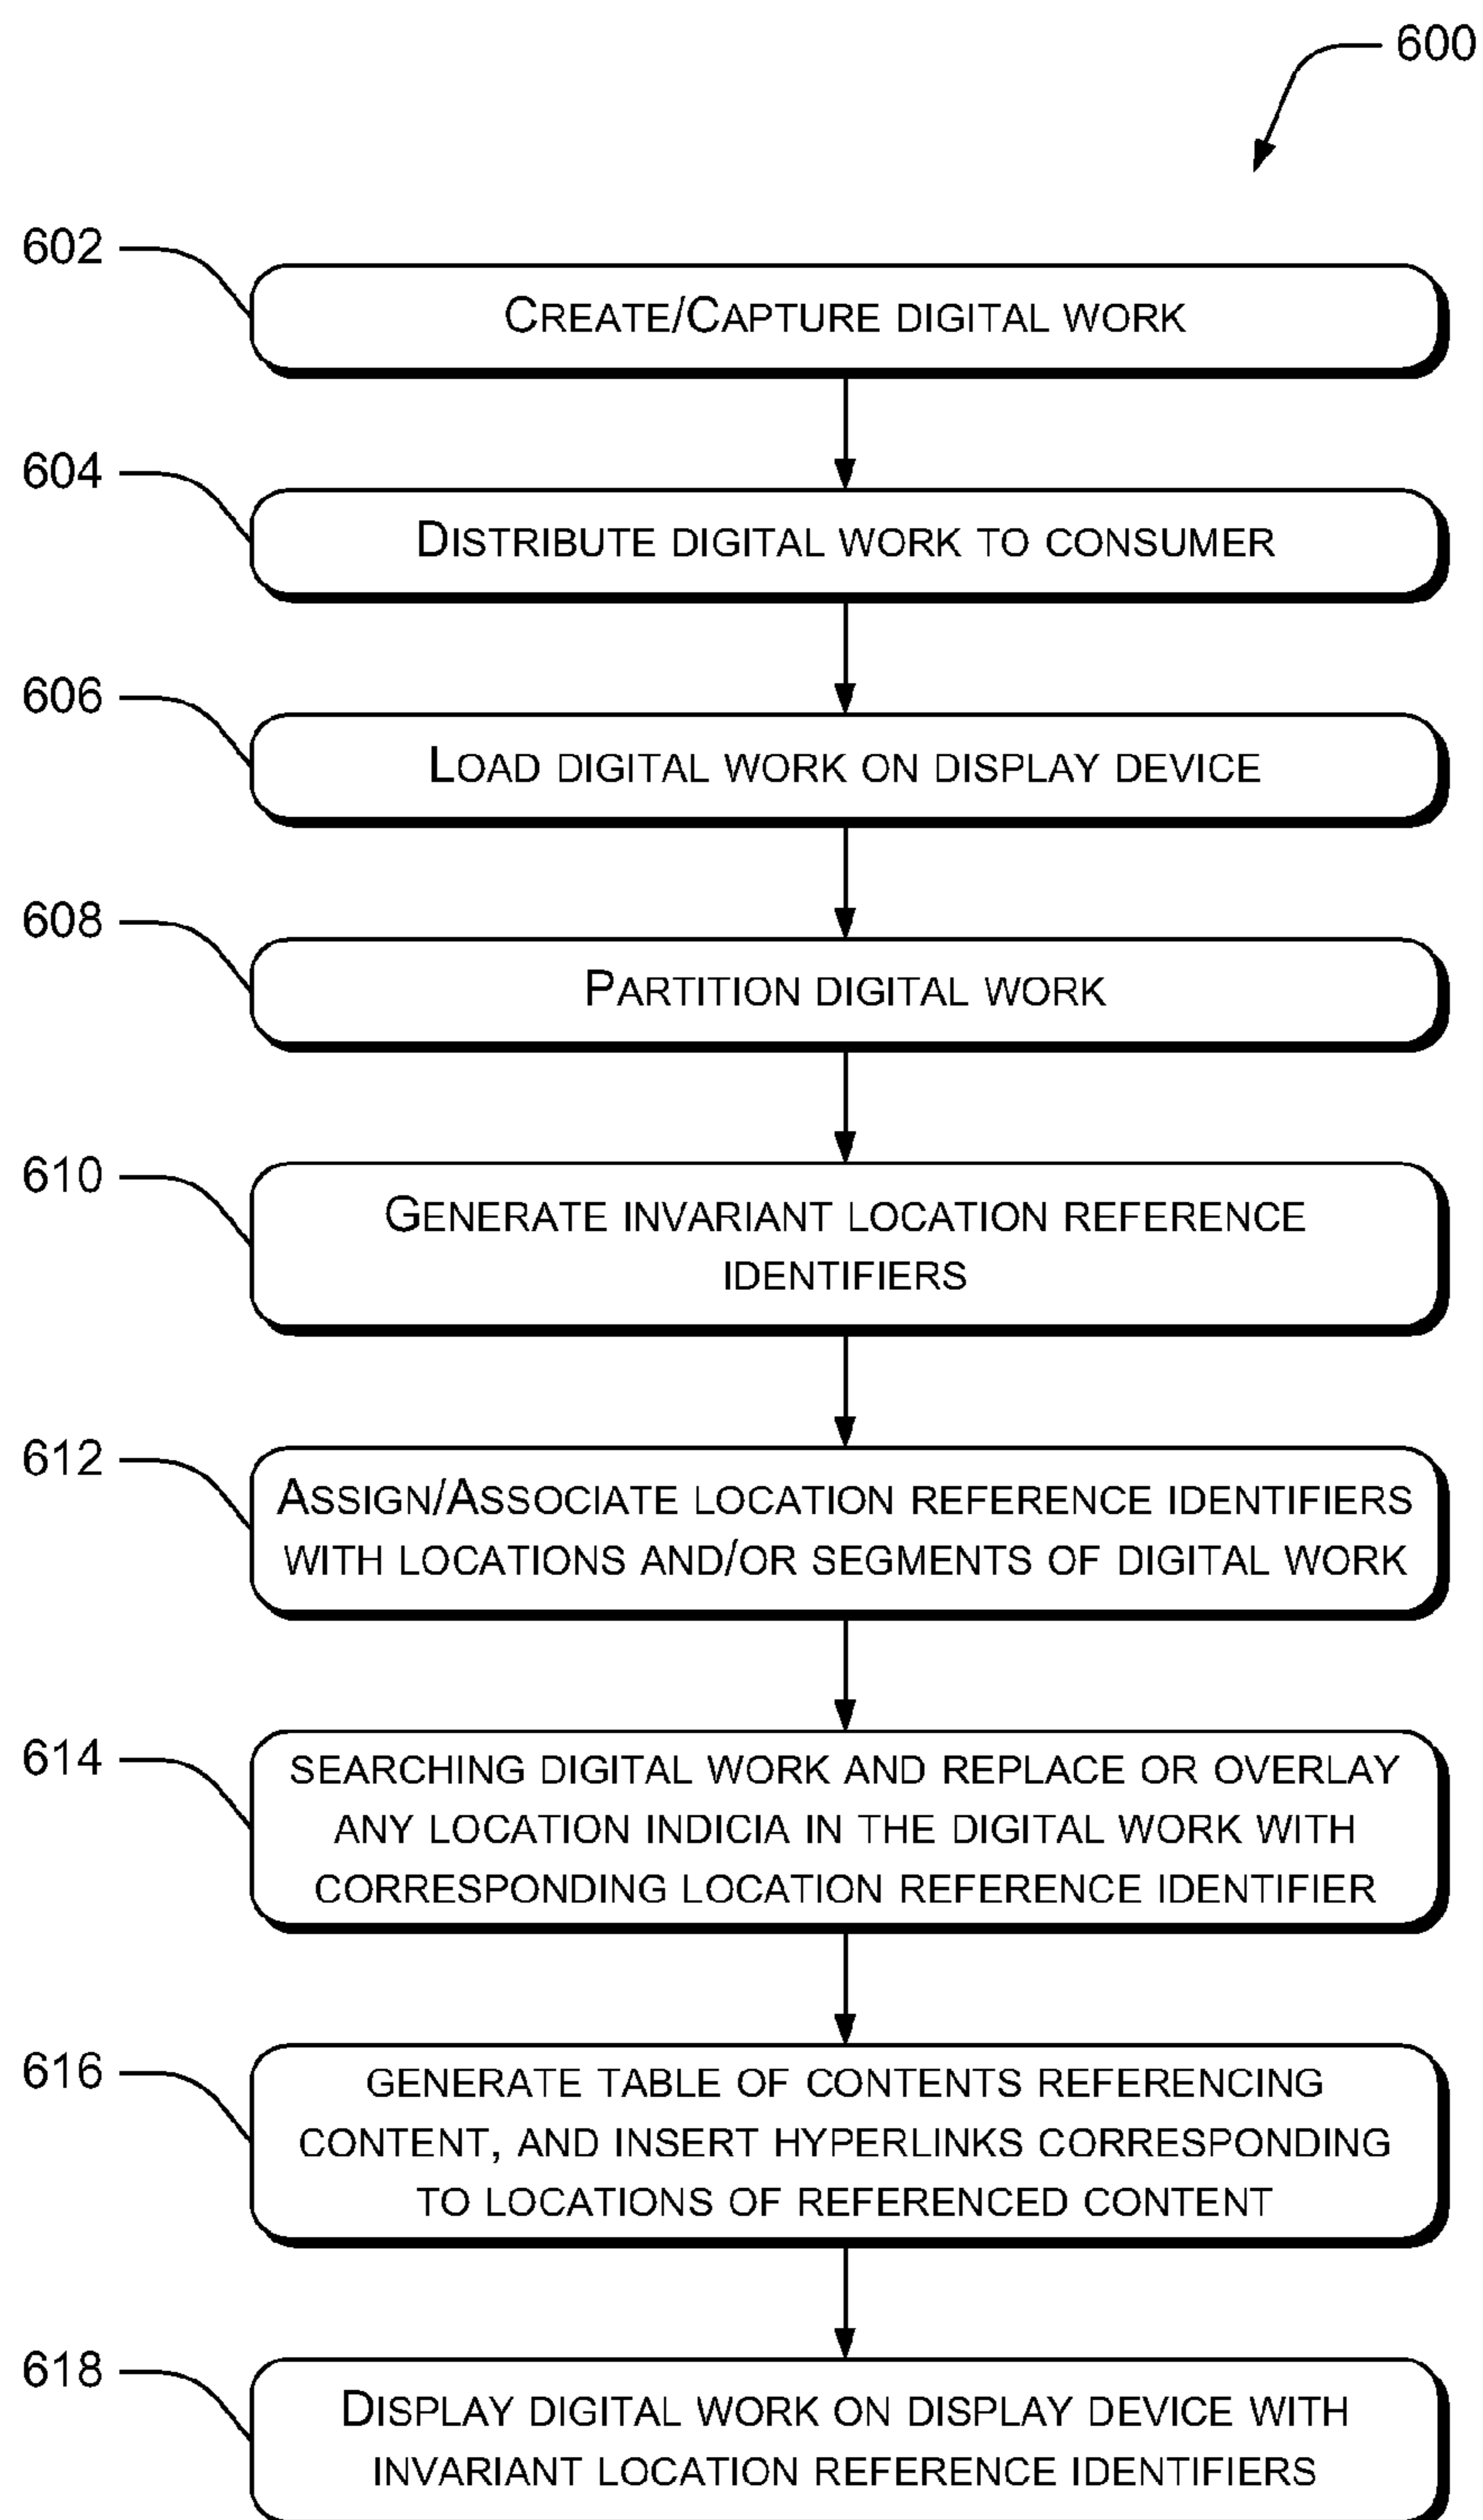 600
602
CREATE/CAPTURE DIGITAL WORK
604
DISTRIBUTE DIGITAL WORK TO CONSUMER
606
LOAD DIGITAL WORK ON DISPLAY DEVICE
608
PARTITION DIGITAL WORK
610
GENERATE INVARIANT LOCATION REFERENCE
IDENTIFIERS
612
ASSIGN/ASSOCIATE LOCATION REFERENCE IDENTIFIERS
WITH LOCATIONS AND/OR SEGMENTS OF DIGITAL WORK
614
SEARCHING DIGITAL WORK AND REPLACE OR OVERLAY
ANY LOCATION INDICIA IN THE DIGITAL WORK WITH
CORRESPONDING LOCATION REFERENCE IDENTIFIER
616
GENERATE TABLE OF CONTENTS REFERENCING
CONTENT, AND INSERT HYPERLINKS CORRESPONDING
TO LOCATIONS OF REFERENCED CONTENT
618
DISPLAY DIGITAL WORK ON DISPLAY DEVICE WITH
INVARIANT LOCATION REFERENCE IDENTIFIERS